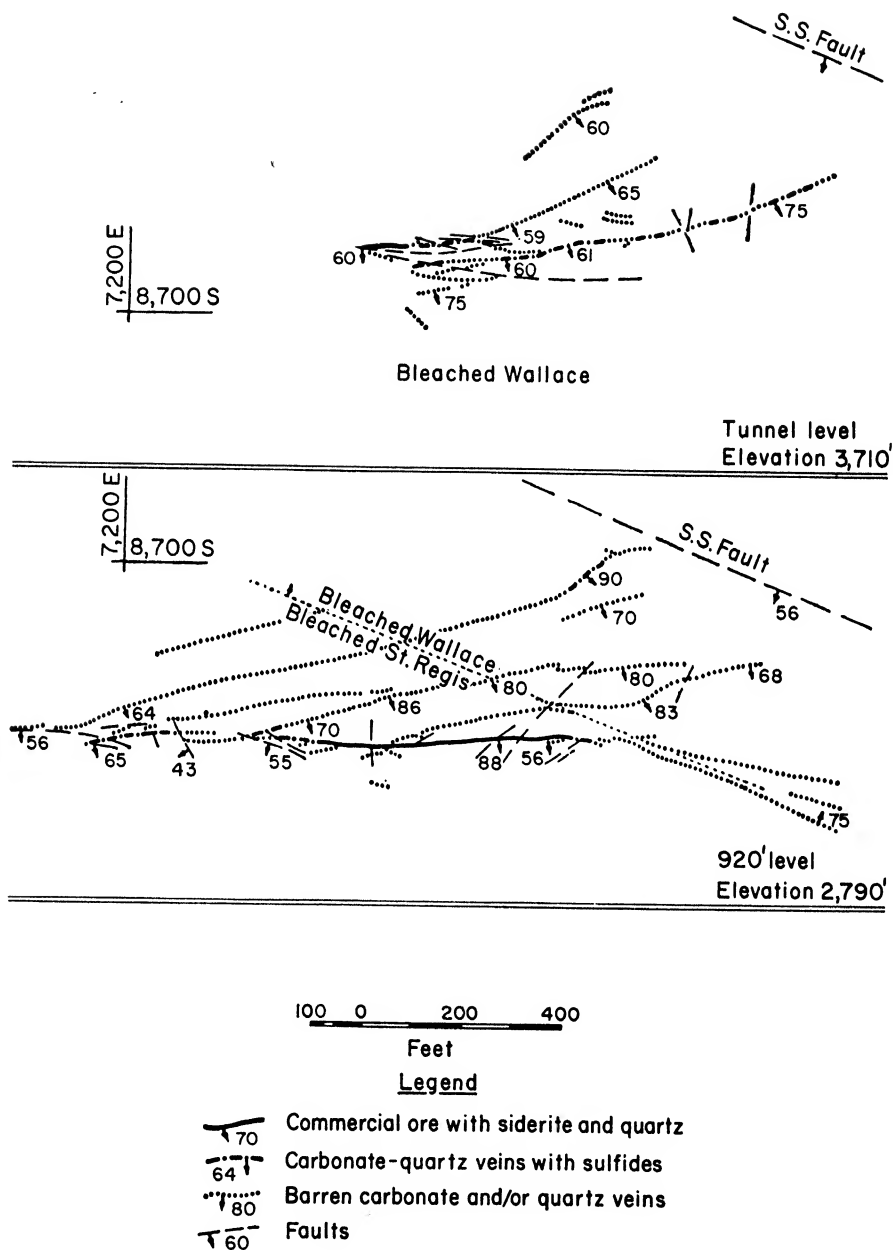 S.S. Fault
60
65
75
59
60
61
60
75
7,200 E
8,700 S
Bleached Wallace
Tunnel level
Elevation 3,710'
7,200 E
8,700 S
S.S. Fault
56
90
70
Bleached Wallace
Bleached St. Regis
80
80
68
86
83
64
70
56
65
43
55
88
56
75
920' level
Elevation 2,790'
100 0 200 400
Feet
Legend
70 Commercial ore with siderite and quartz
64 Carbonate-quartz veins with sulfides
80 Barren carbonate and/or quartz veins
60 Faults